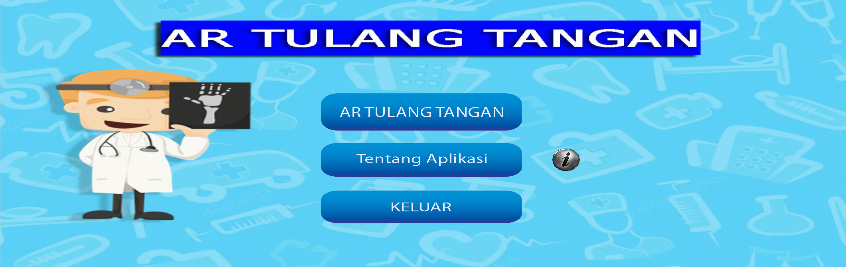 AR TULANG TANGAN
AR TULANG TANGAN
Tentang Aplikasi
i
KELUAR